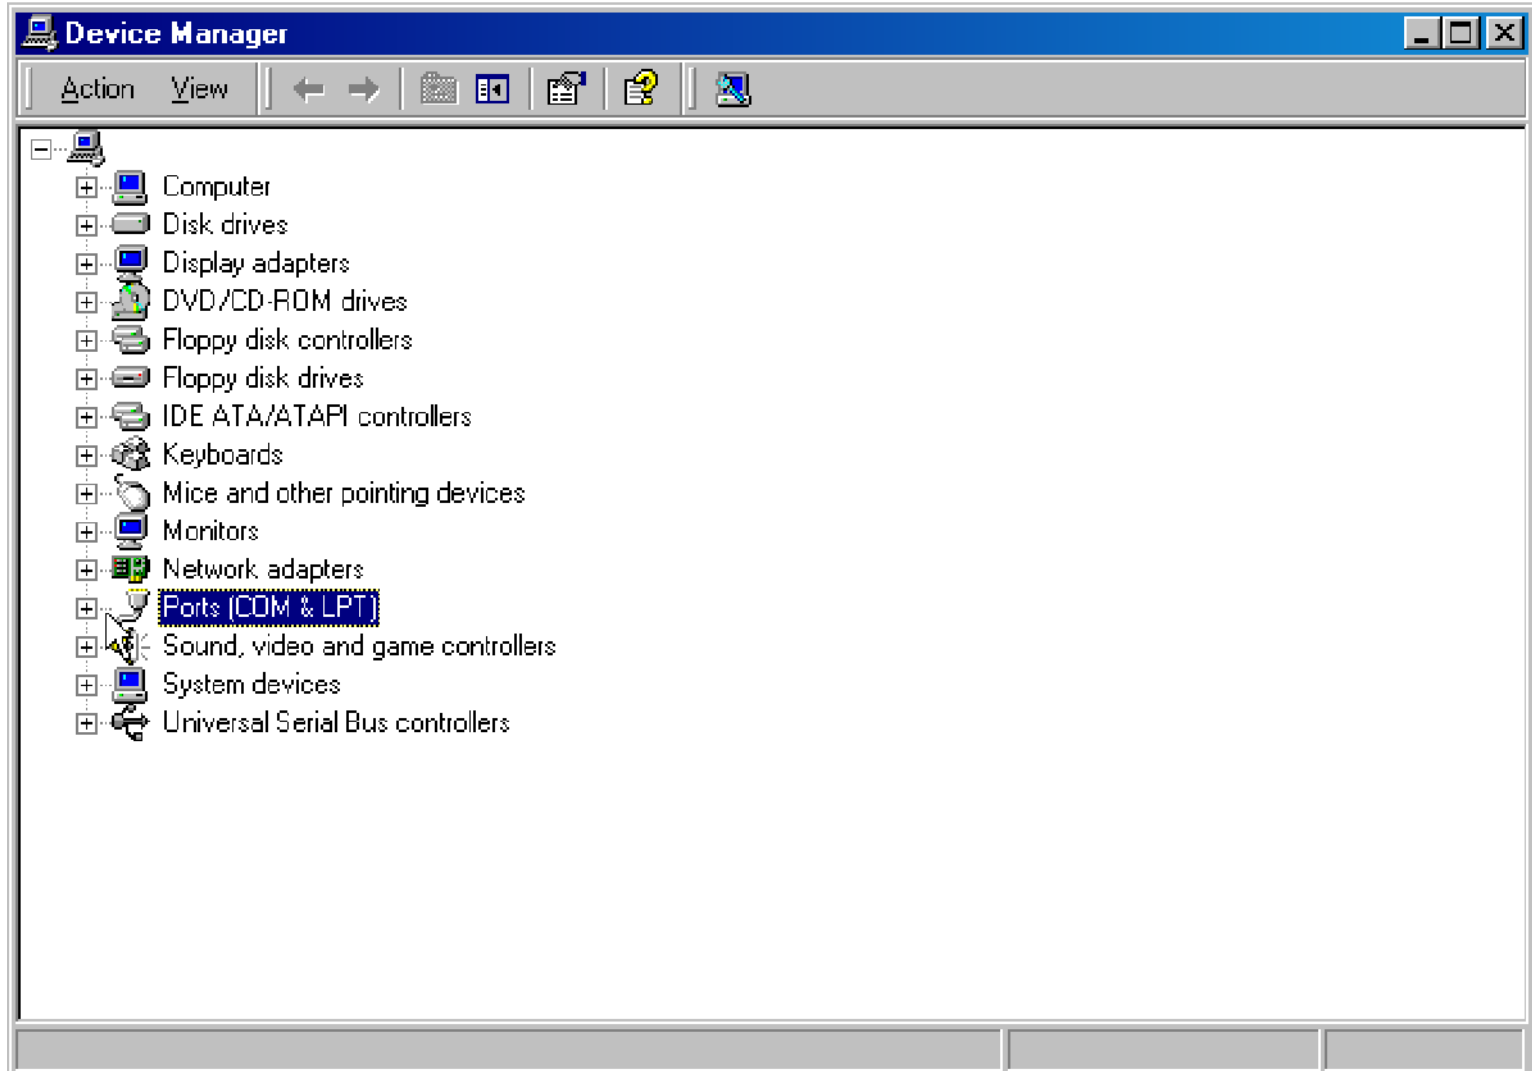 Device Manager
Action View
Computer
Disk drives
Display adapters
DVD/CD-ROM drives
Floppy disk controllers
Floppy disk drives
IDE ATA/ATAPI controllers
Keyboards
Mice and other pointing devices
Monitors
Network adapters
Ports (COM & LPT)
Sound, video and game controllers
System devices
Universal Serial Bus controllers